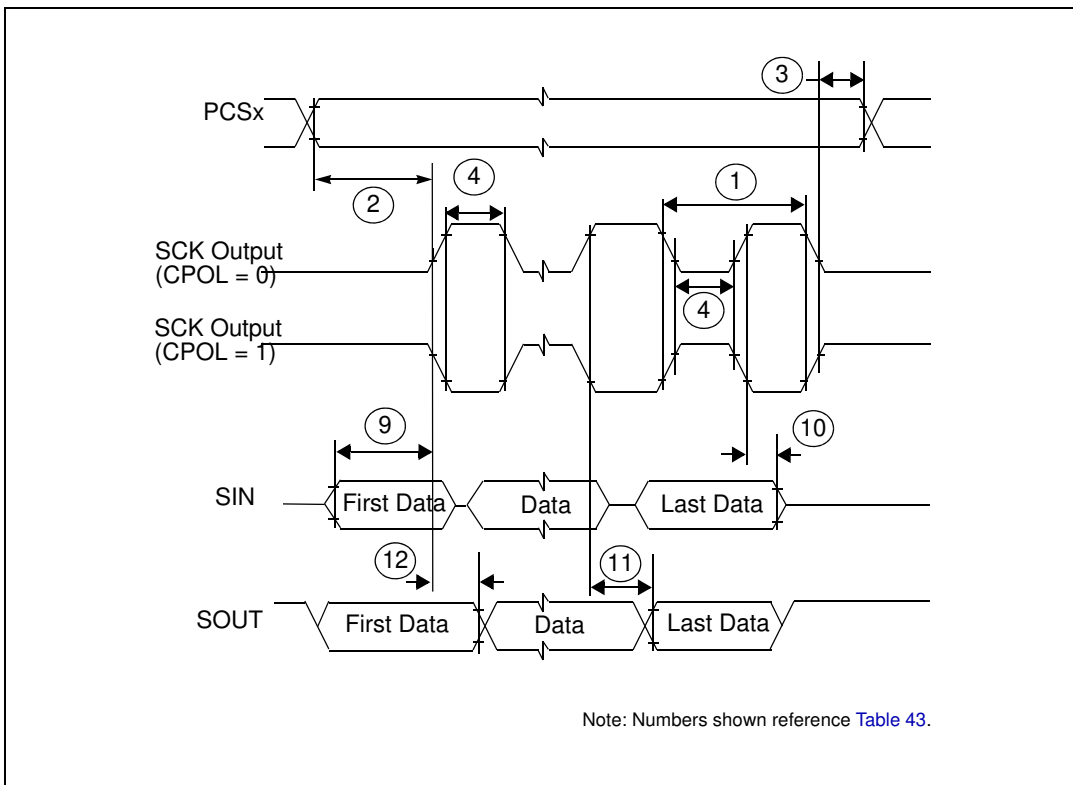 3
PCSx
2
4
1
SCK Output
(CPOL = 0)
4
SCK Output
(CPOL = 1)
9
10
SIN
First Data
Data
Last Data
12
11
SOUT
First Data
Data
Last Data
Note: Numbers shown reference Table 43.